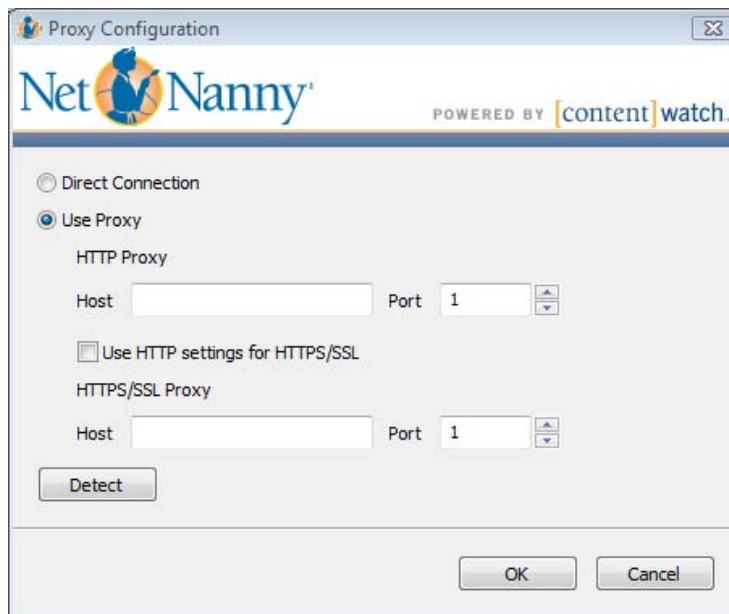 Proxy Configuration
Net Nanny
POWERED BY [content]watch.
Direct Connection
Use Proxy
HTTP Proxy
Host Port 1
Use HTTP settings for HTTPS/SSL
HTTPS/SSL Proxy
Host Port 1
Detect
OK Cancel